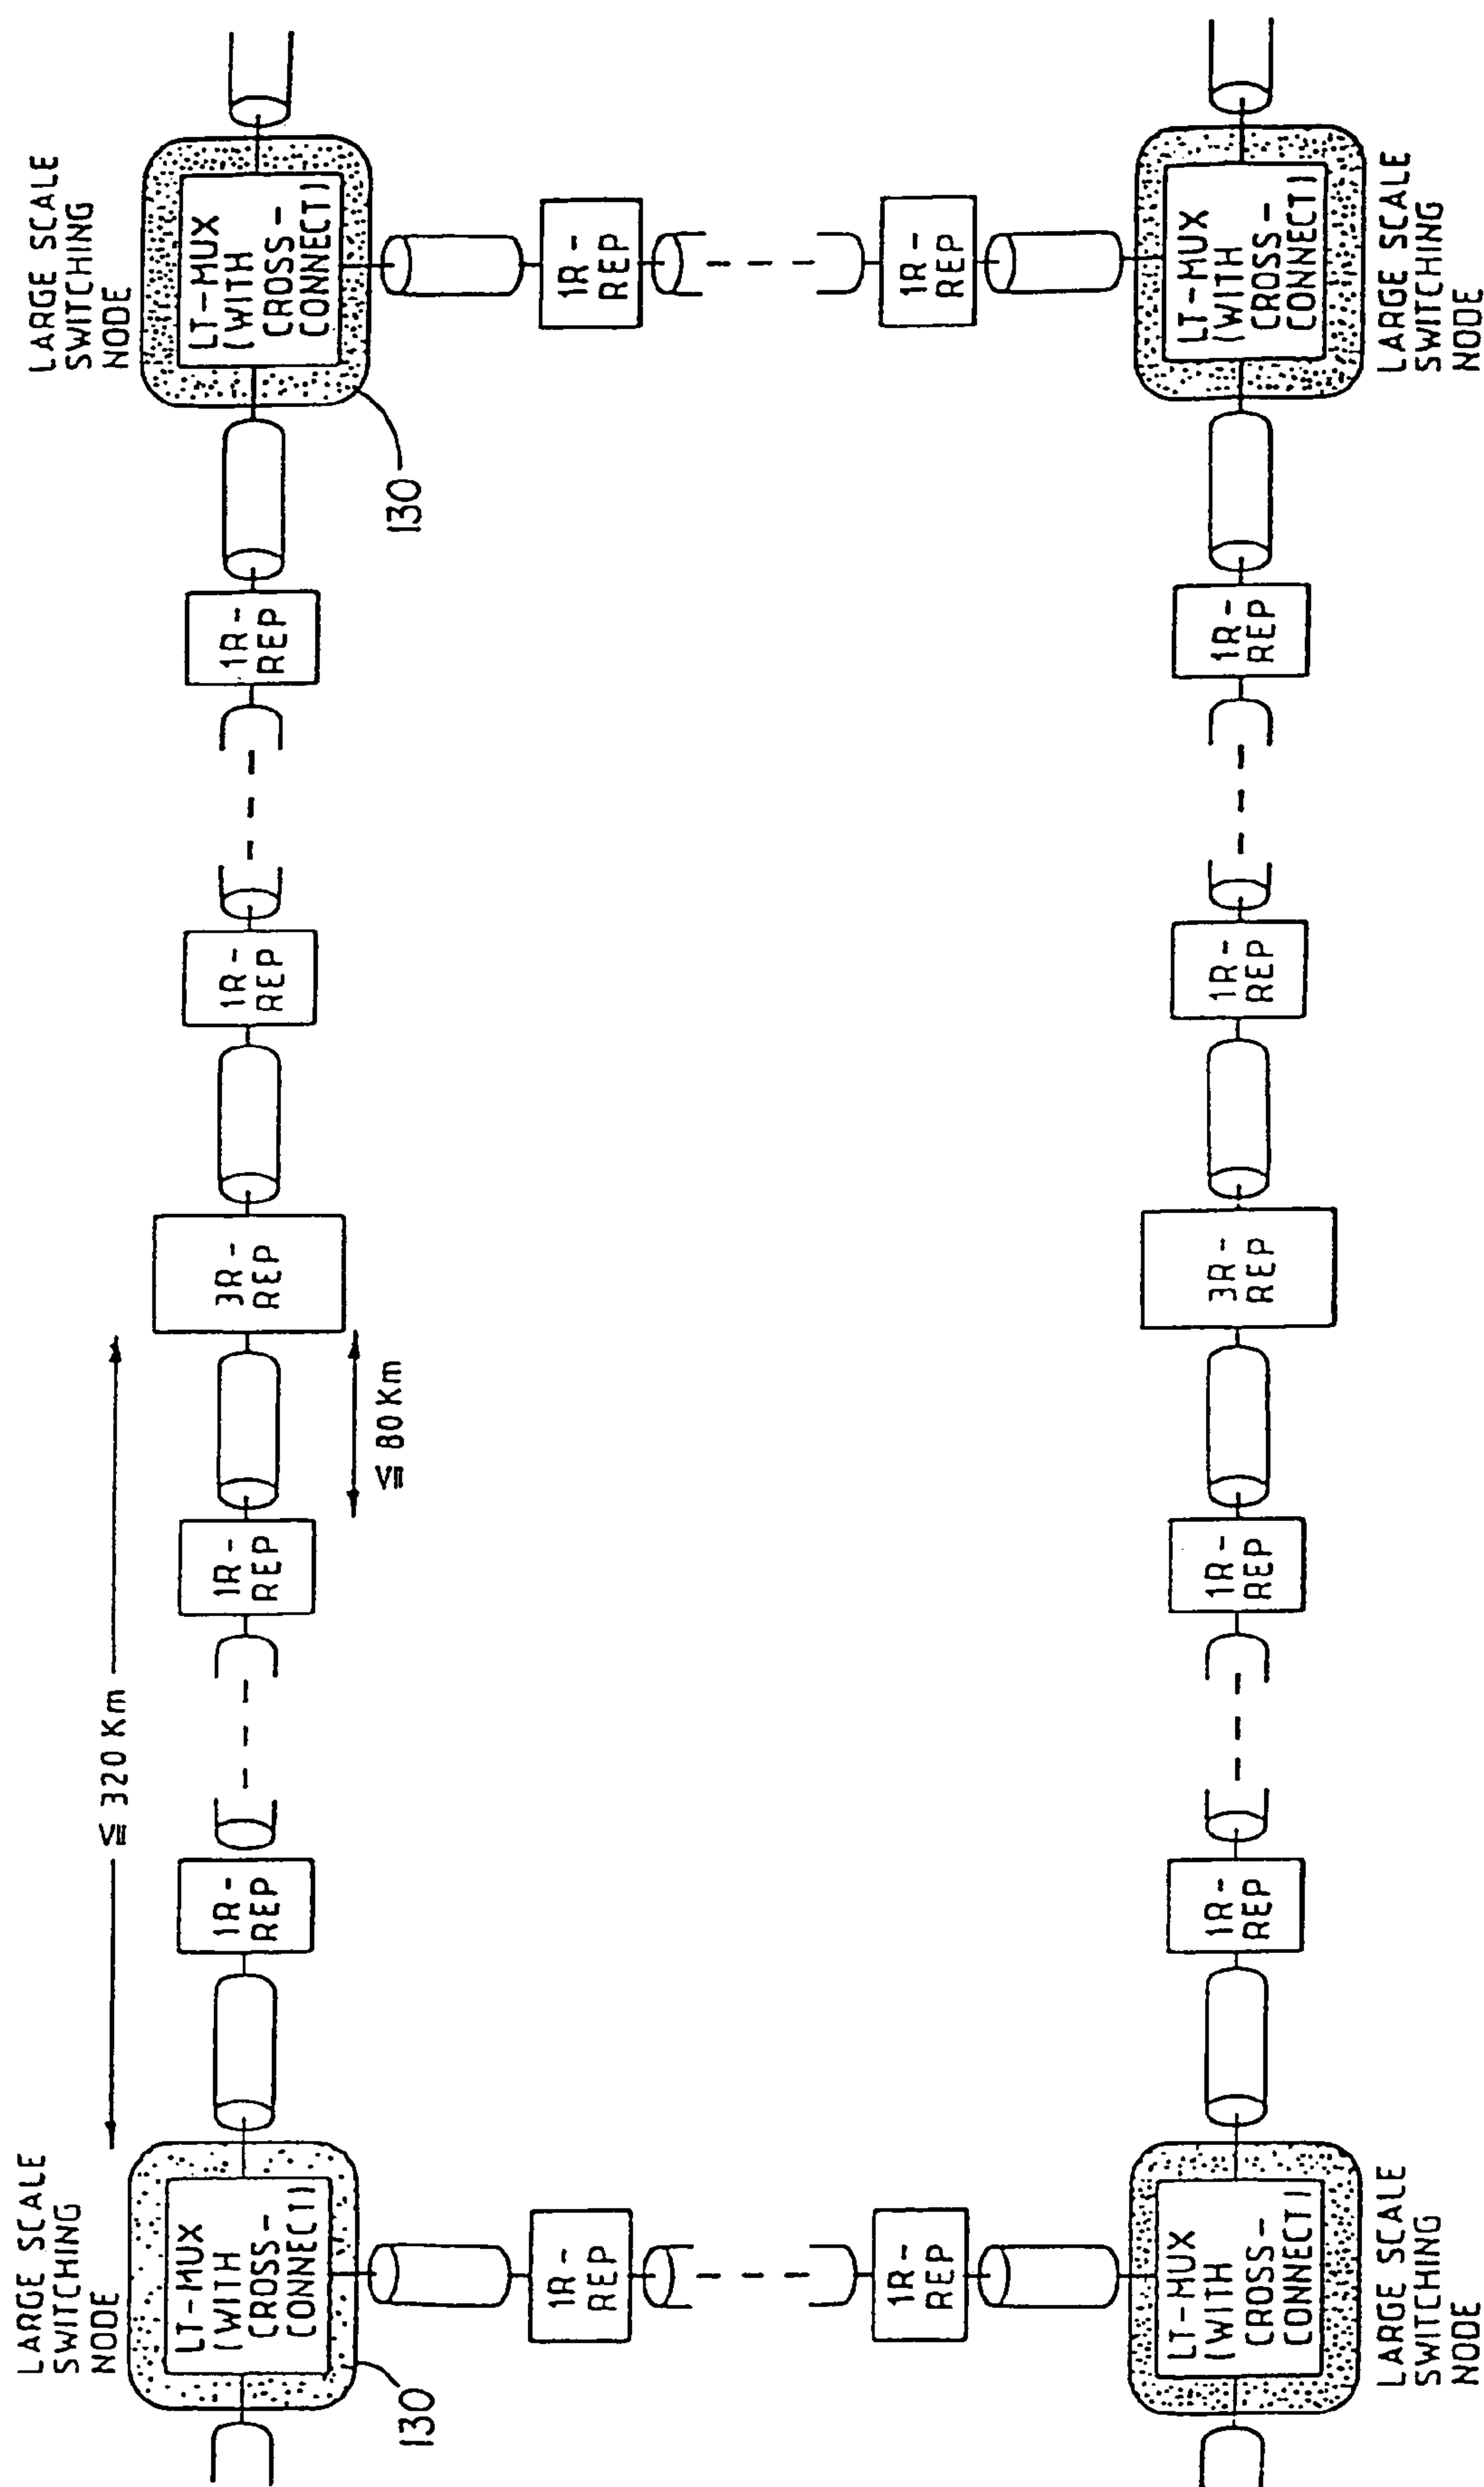 LARGE SCALE
SWITCHING
NODE
LT-MUX
(WITH
CROSS-
CONNECT)
130
≦ 320 Km
1R-
REP
1R-
REP
≦ 80 Km
3R-
REP
1R-
REP
1R-
REP
LARGE SCALE
SWITCHING
NODE
LT-MUX
(WITH
CROSS-
CONNECT)
130
1R-
REP
1R-
REP
1R-
REP
1R-
REP
LT-MUX
(WITH
CROSS-
CONNECT)
LARGE SCALE
SWITCHING
NODE
1R-
REP
1R-
REP
3R-
REP
1R-
REP
1R-
REP
LT-MUX
(WITH
CROSS-
CONNECT)
LARGE SCALE
SWITCHING
NODE